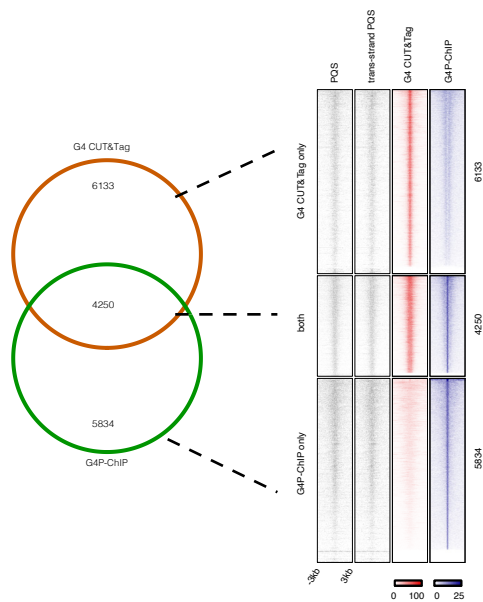 PQS
trans-strand PQS
G4 CUT&Tag
G4P-ChIP
G4 CUT&Tag
6133
4250
5834
G4P-ChIP
G4 CUT&Tag only
6133
both
4250
G4P-ChIP only
5834
-3kb
3kb
0 100
0 25